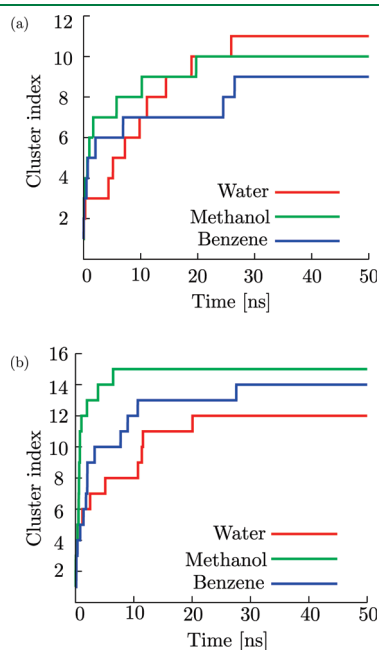 (a)
12
10
8
6
4
2
Cluster index
Water
Methanol
Benzene
0 10 20 30 40 50
Time [ns]
(b)
16
14
12
10
8
6
4
2
Cluster index
Water
Methanol
Benzene
0 10 20 30 40 50
Time [ns]